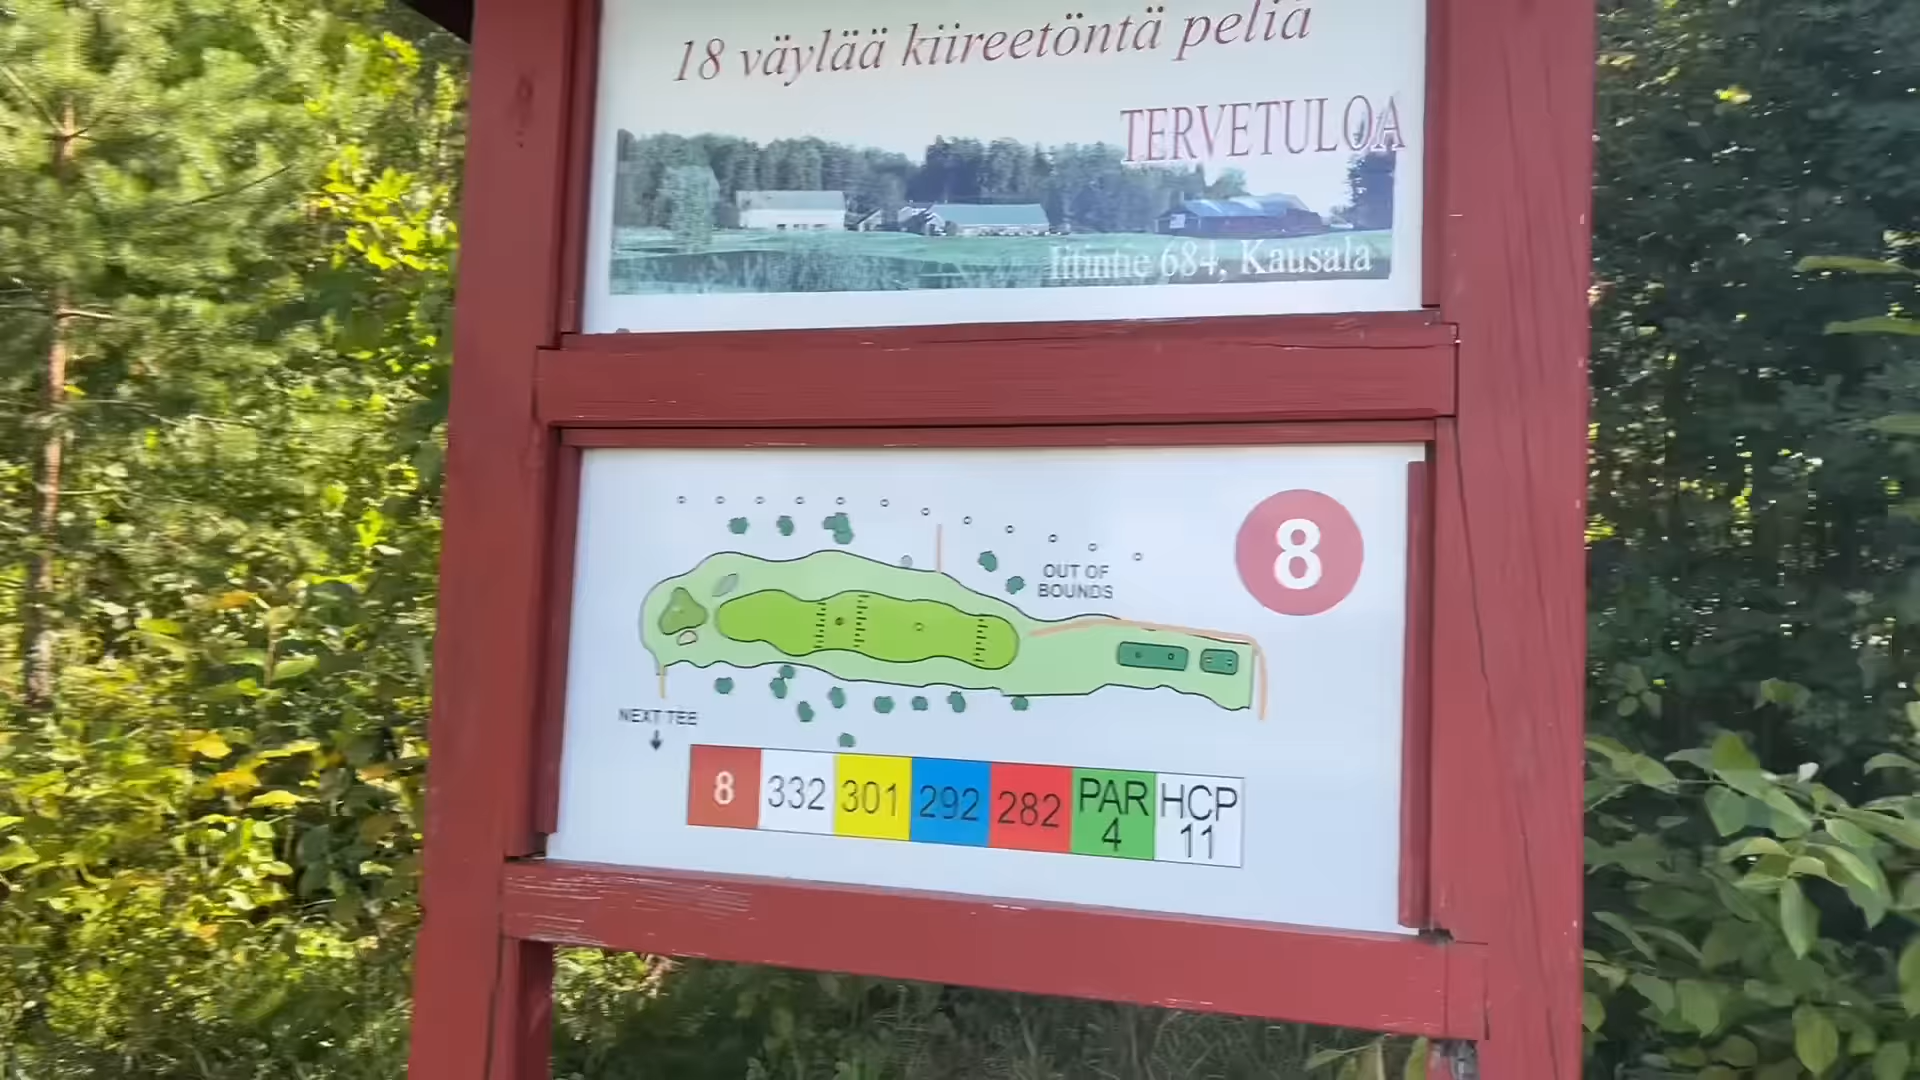 18 väylää kiireetöntä peliä
TERVETULOA
Iitintie 684, Kausala
8
OUT OF
BOUNDS
NEXT TEE
8 332 301 292 282 PAR 4 HCP 11